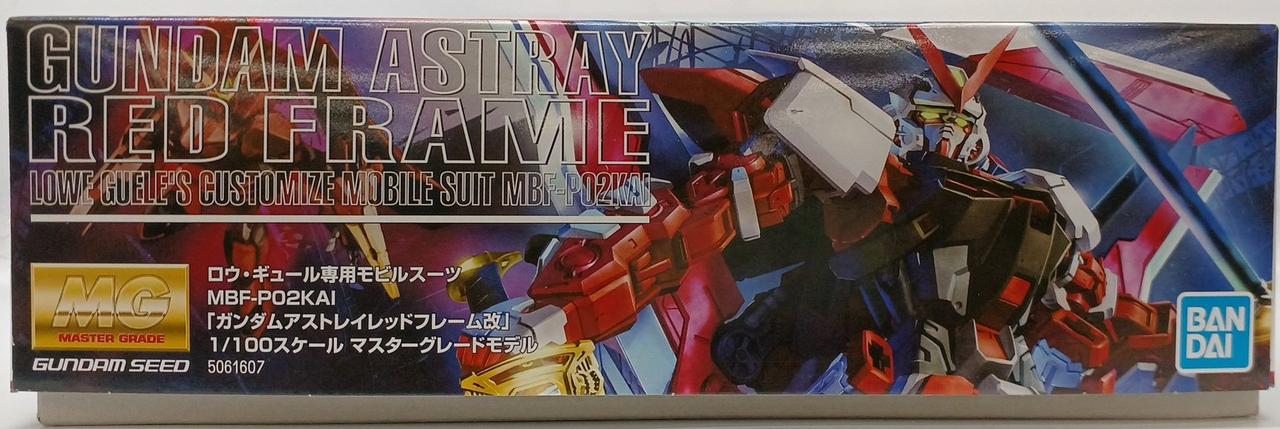 GUNDAM ASTRAY
RED FRAME
LOWE GUELE'S CUSTOMIZE MOBILE SUIT MBF-P02KAI
MG
MASTER GRADE
GUNDAM SEED
ロウ・ギュール専用モビルスーツ
MBF-P02KAI
「ガンダムアストレイレッドフレーム改」
1/100スケール マスターグレードモデル
5061607
BAN
DAI